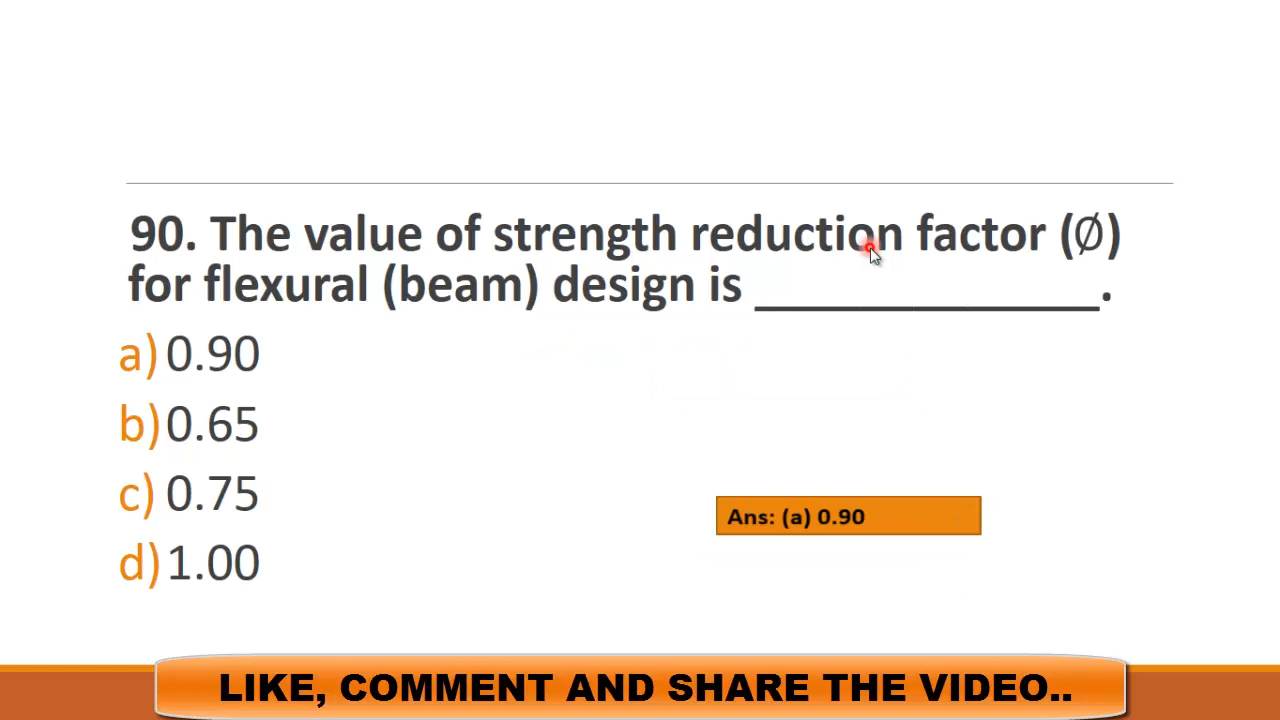 90. The value of strength reduction factor (Ø)
for flexural (beam) design is ______________.
a) 0.90
b) 0.65
c) 0.75
d) 1.00
Ans: (a) 0.90
LIKE, COMMENT AND SHARE THE VIDEO..